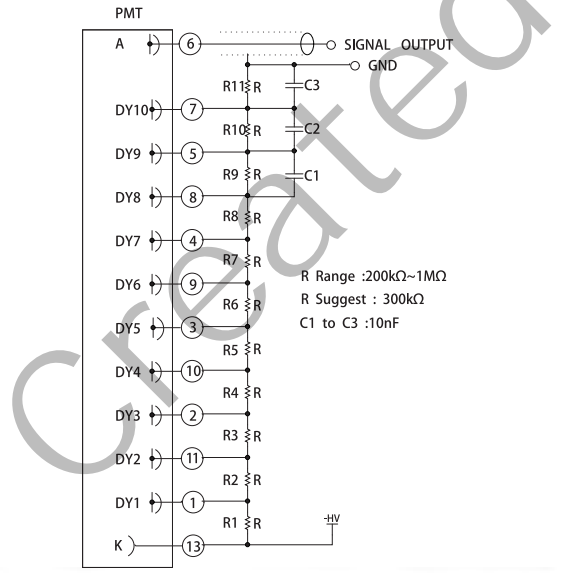 PMT
A 6 SIGNAL OUTPUT
GND
R11 R C3
DY10 7
R10 R C2
DY9 5
R9 R C1
DY8 8
R8 R
DY7 4
R7 R
DY6 9
R6 R
DY5 3
R5 R
DY4 10
R4 R
DY3 2
R3 R
DY2 11
R2 R
DY1 1
R1 R
-HV
K 13
R Range :200kΩ~1MΩ
R Suggest : 300kΩ
C1 to C3 :10nF
Created